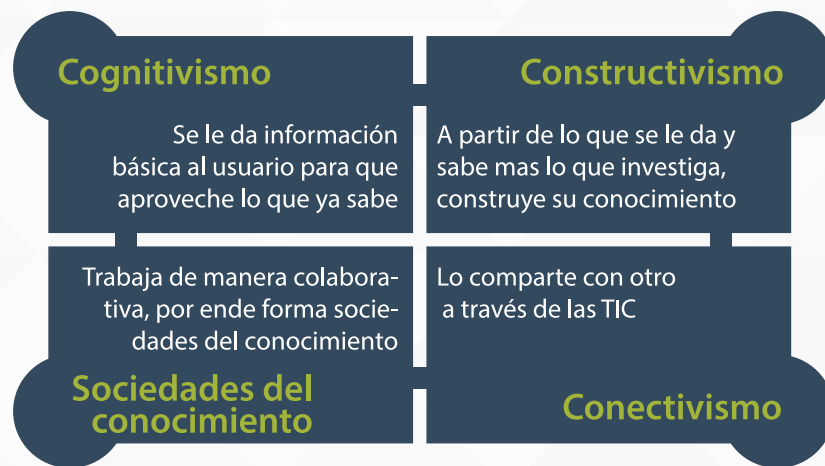 Cognitivismo
Se le da información
básica al usuario para que
aproveche lo que ya sabe
Constructivismo
A partir de lo que se le da y
sabe mas lo que investiga,
construye su conocimiento
Trabaja de manera colabora-
tiva, por ende forma socie-
dades del conocimiento
Sociedades del
conocimiento
Lo comparte con otro
a través de las TIC
Conectivismo